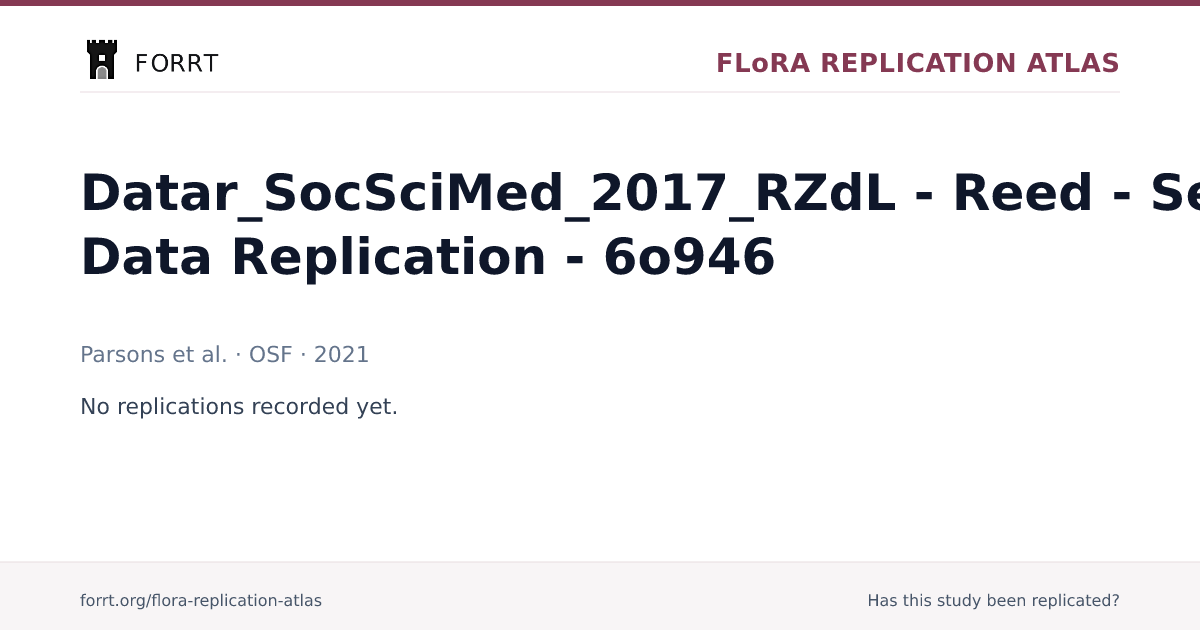 FORRT
FLoRA REPLICATION ATLAS
Datar_SocSciMed_2017_RZdL - Reed -
Data Replication - 6o946
Parsons et al. · OSF · 2021
No replications recorded yet.
forrt.org/flora-replication-atlas
Has this study been replicated?